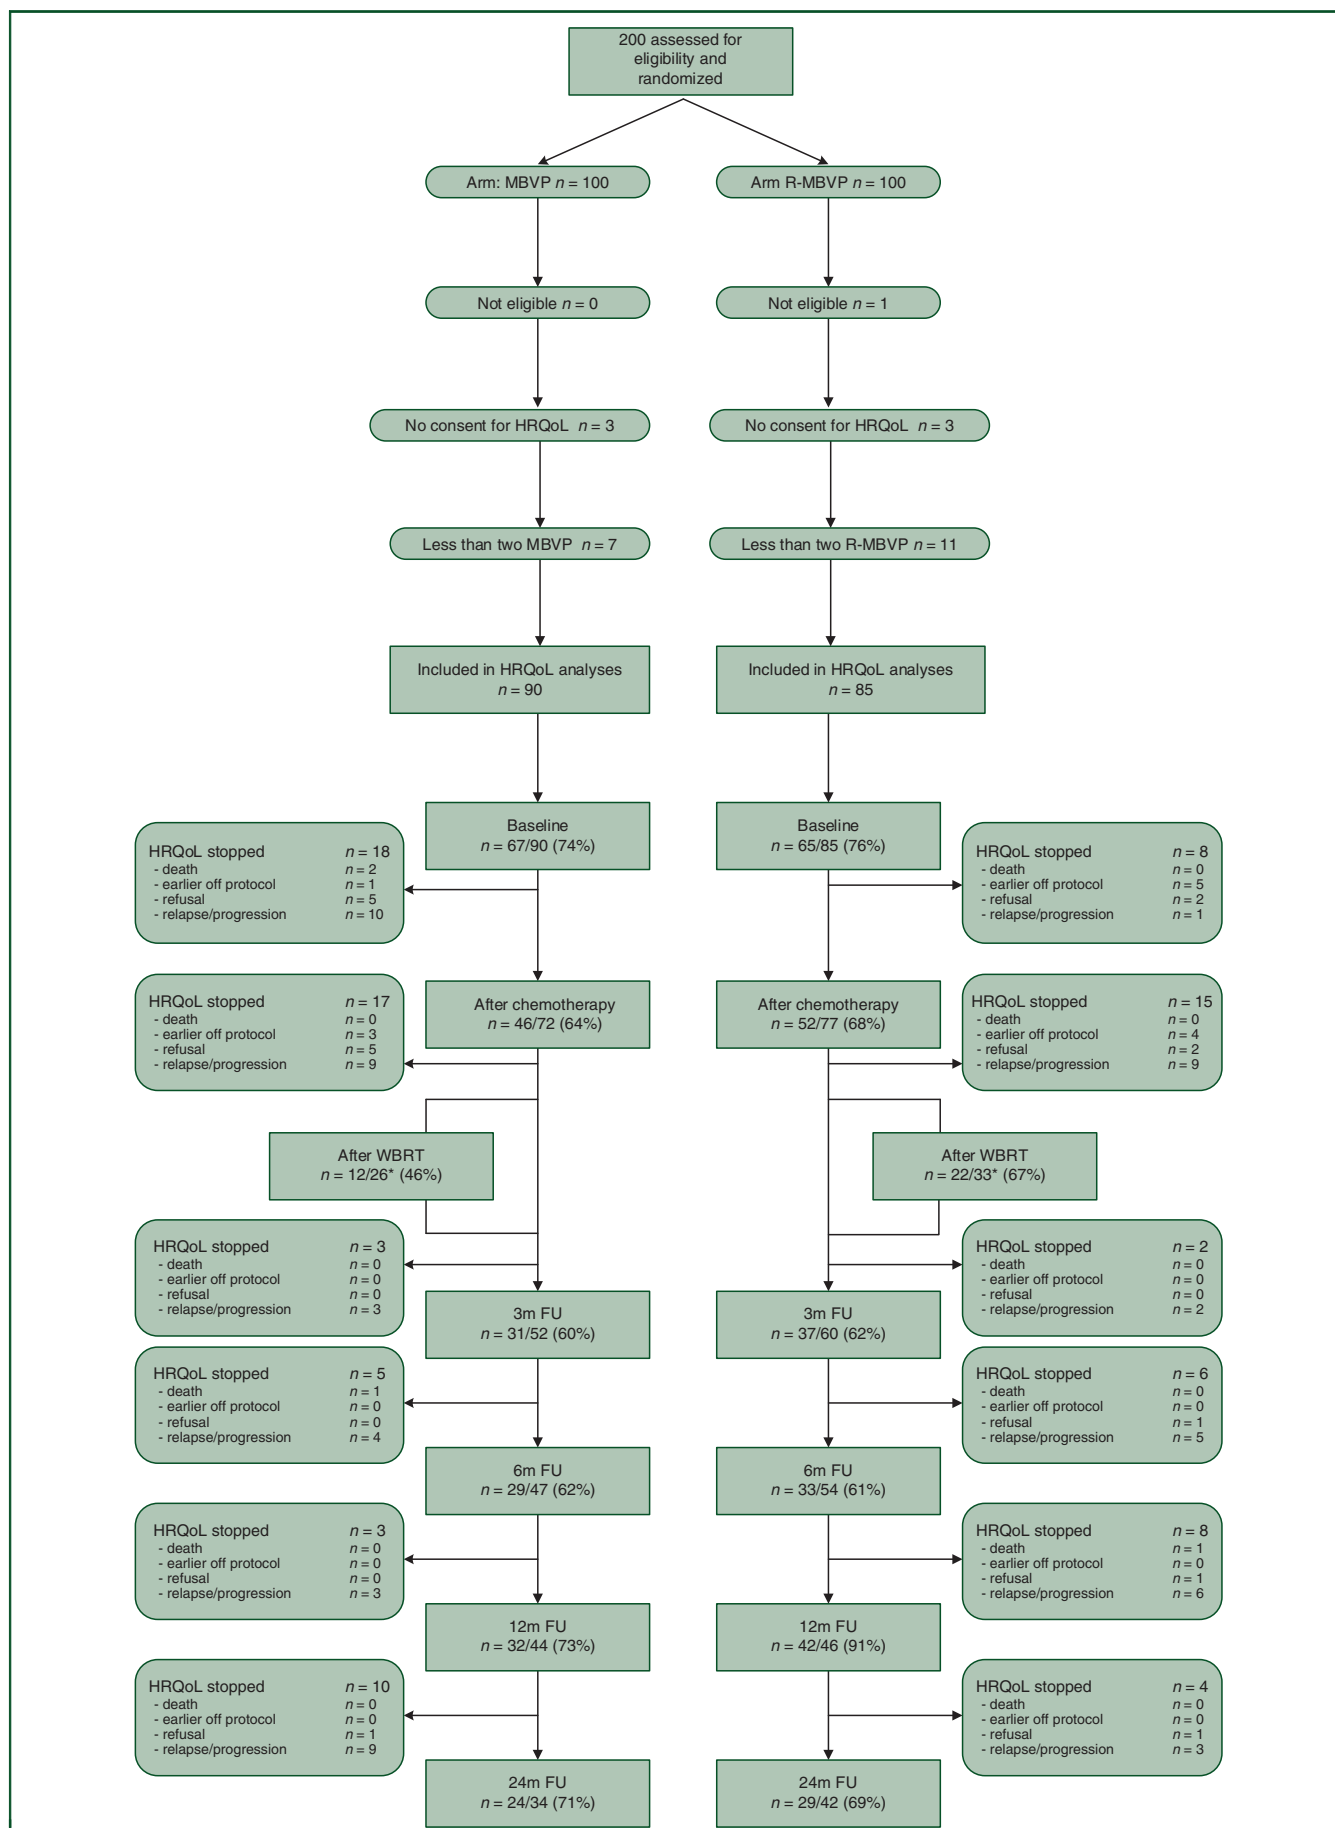 200 assessed for
eligibility and
randomized
Arm: MBVP n = 100
Arm R-MBVP n = 100
Not eligible n = 0
Not eligible n = 1
No consent for HRQoL n = 3
No consent for HRQoL n = 3
Less than two MBVP n = 7
Less than two R-MBVP n = 11
Included in HRQoL analyses
n = 90
Included in HRQoL analyses
n = 85
Baseline
n = 67/90 (74%)
Baseline
n = 65/85 (76%)
HRQoL stopped n = 18
- death n = 2
- earlier off protocol n = 1
- refusal n = 5
- relapse/progression n = 10
HRQoL stopped n = 8
- death n = 0
- earlier off protocol n = 5
- refusal n = 2
- relapse/progression n = 1
After chemotherapy
n = 46/72 (64%)
After chemotherapy
n = 52/77 (68%)
HRQoL stopped n = 17
- death n = 0
- earlier off protocol n = 3
- refusal n = 5
- relapse/progression n = 9
HRQoL stopped n = 15
- death n = 0
- earlier off protocol n = 4
- refusal n = 2
- relapse/progression n = 9
After WBRT
n = 12/26* (46%)
After WBRT
n = 22/33* (67%)
HRQoL stopped n = 3
- death n = 0
- earlier off protocol n = 0
- refusal n = 0
- relapse/progression n = 3
HRQoL stopped n = 2
- death n = 0
- earlier off protocol n = 0
- refusal n = 0
- relapse/progression n = 2
3m FU
n = 31/52 (60%)
3m FU
n = 37/60 (62%)
HRQoL stopped n = 5
- death n = 1
- earlier off protocol n = 0
- refusal n = 0
- relapse/progression n = 4
HRQoL stopped n = 6
- death n = 0
- earlier off protocol n = 0
- refusal n = 1
- relapse/progression n = 5
6m FU
n = 29/47 (62%)
6m FU
n = 33/54 (61%)
HRQoL stopped n = 3
- death n = 0
- earlier off protocol n = 0
- refusal n = 0
- relapse/progression n = 3
HRQoL stopped n = 8
- death n = 1
- earlier off protocol n = 0
- refusal n = 1
- relapse/progression n = 6
12m FU
n = 32/44 (73%)
12m FU
n = 42/46 (91%)
HRQoL stopped n = 10
- death n = 0
- earlier off protocol n = 0
- refusal n = 1
- relapse/progression n = 9
HRQoL stopped n = 4
- death n = 0
- earlier off protocol n = 0
- refusal n = 1
- relapse/progression n = 3
24m FU
n = 24/34 (71%)
24m FU
n = 29/42 (69%)